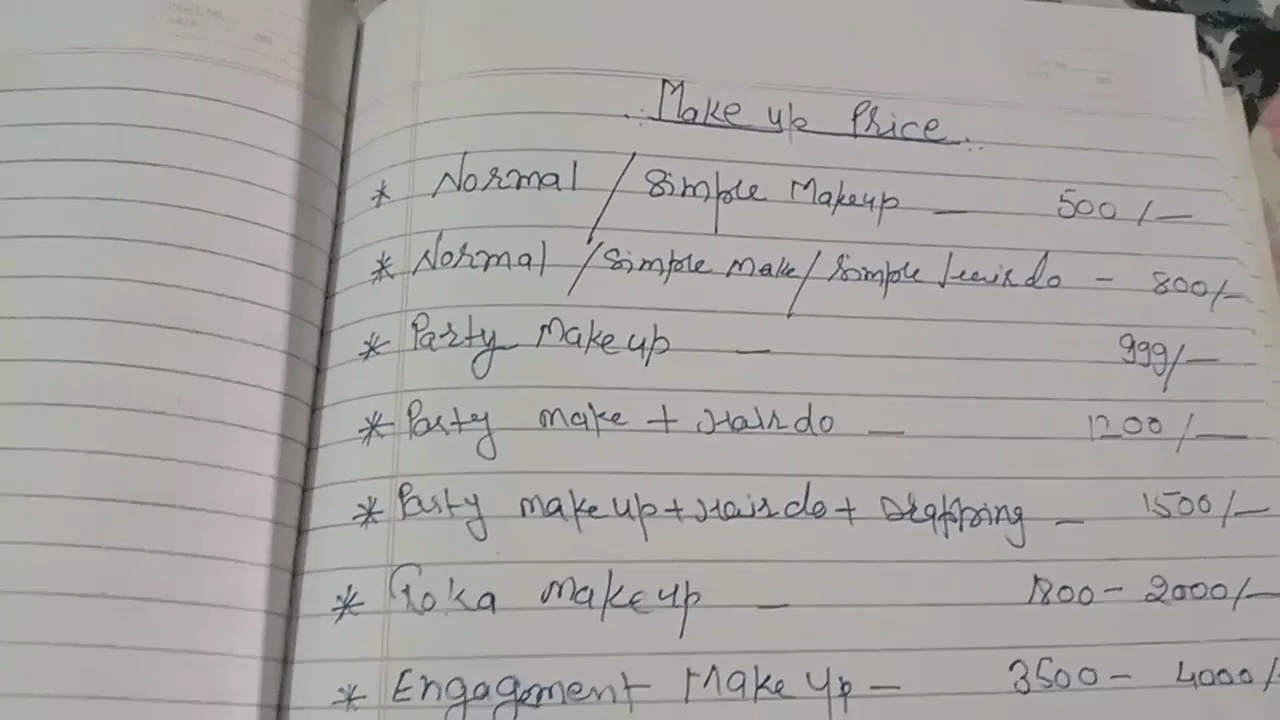 Make up Price
* Normal / Simple Makeup - 500/-
* Normal / Simple Make / Simple Hairdo - 800/-
* Party Makeup - 999/-
* Party make + Hairdo - 1200/-
* Party makeup + Hairdo + Drapping - 1500/-
* Roka Makeup - 1800 - 2000/-
* Engagement Make up - 3500 - 4000/-